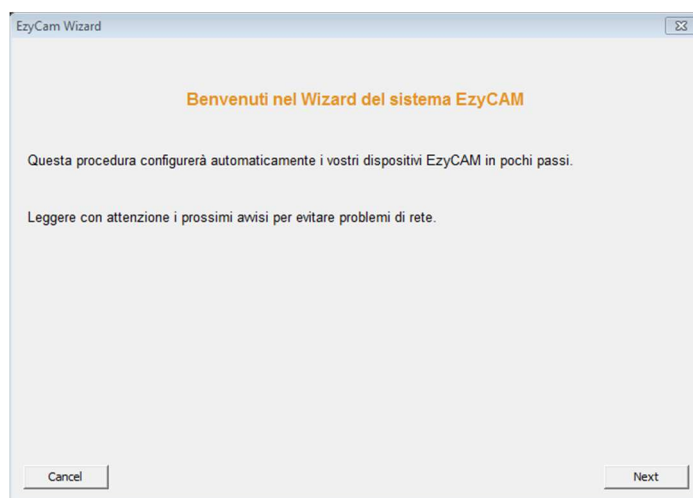 EzyCam Wizard
Benvenuti nel Wizard del sistema EzyCAM
Questa procedura configurerà automaticamente i vostri dispositivi EzyCAM in pochi passi.
Leggere con attenzione i prossimi avvisi per evitare problemi di rete.
Cancel
Next